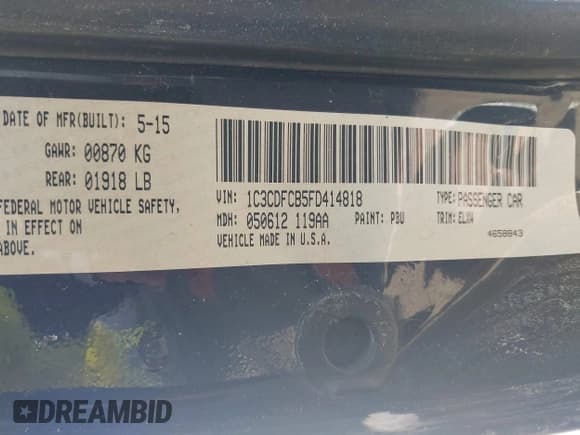 DATE OF MFR(BUILT): 5-15
GAWR: 00870 KG
REAR: 01918 LB
FEDERAL MOTOR VEHICLE SAFETY,
IN EFFECT ON
ABOVE.
VIN: 1C3CDFCB5FD414818
TYPE: PASSENGER CAR
MDH: 050612 119AA
PAINT: PBU
TRIM: ELX4
VEHICLE MADE IN U.S.A.
4658843
DREAMBID